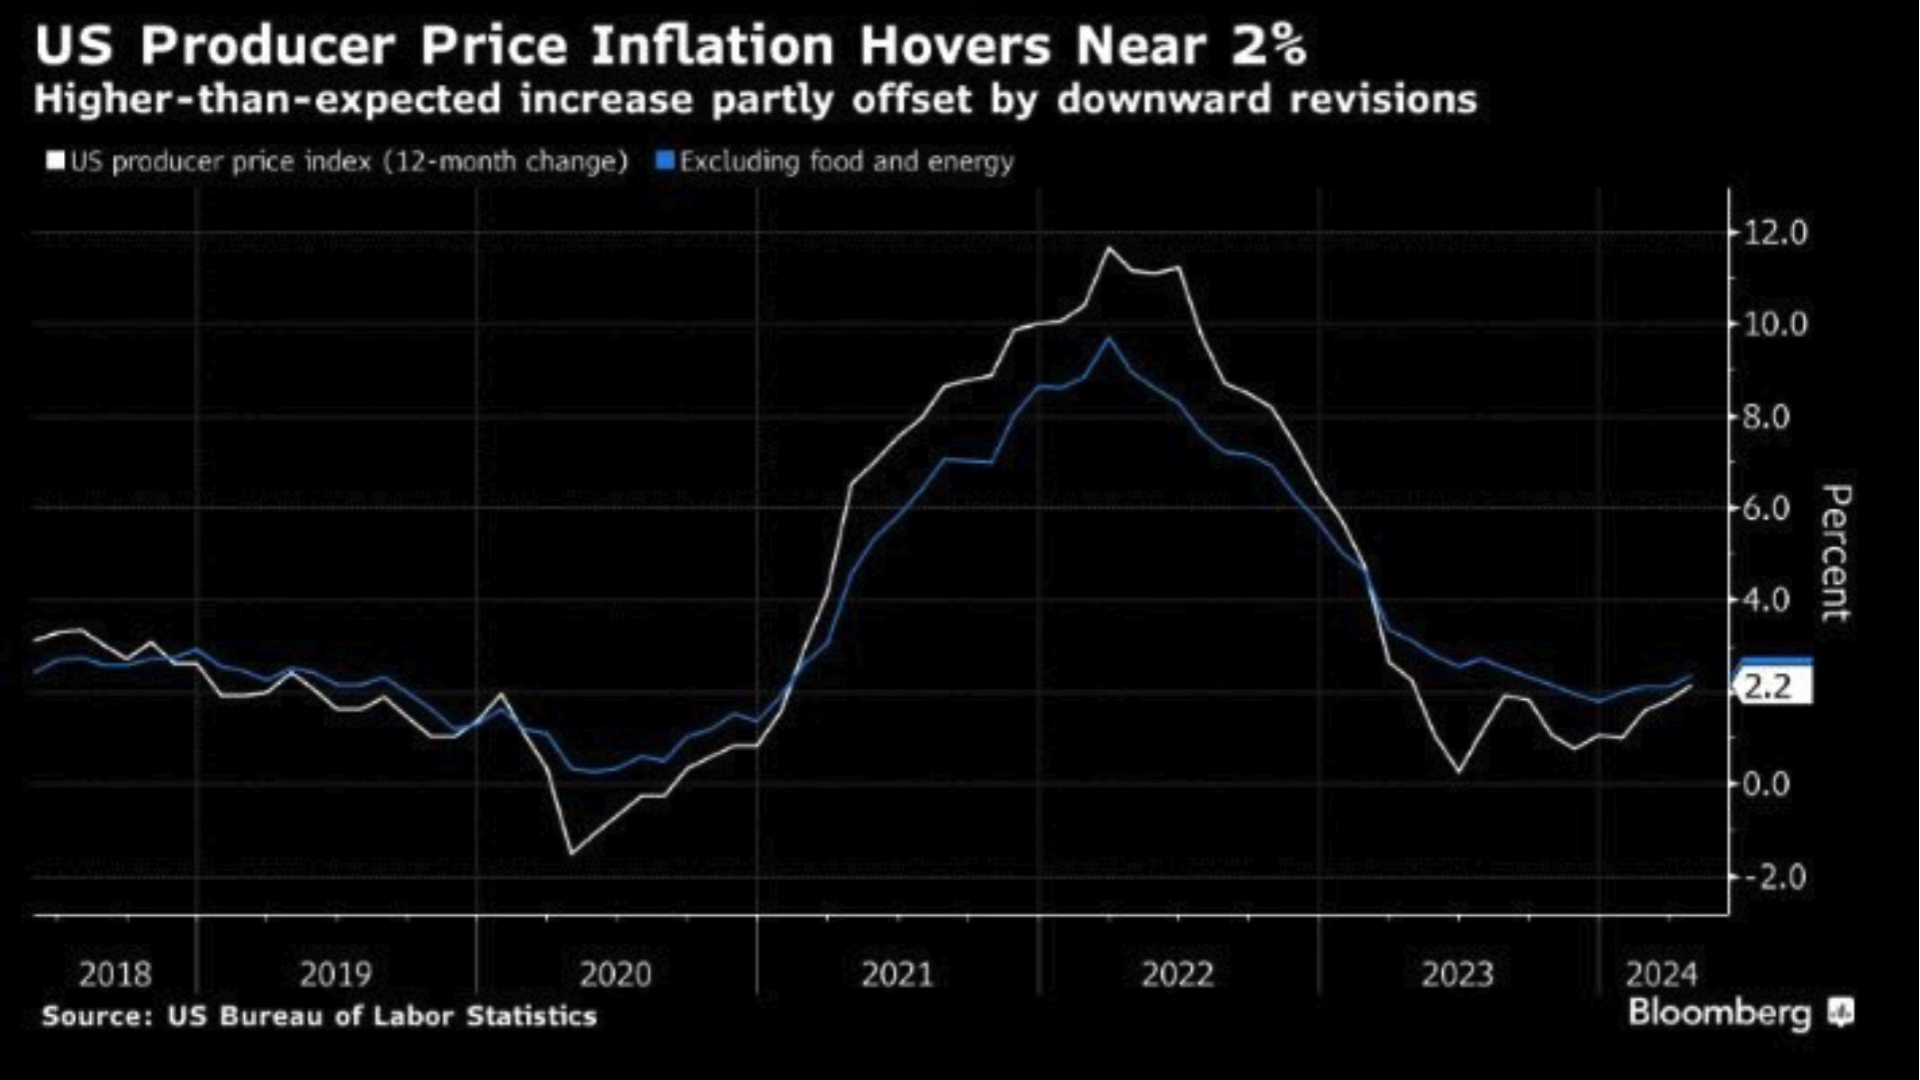 US Producer Price Inflation Hovers Near 2%
Higher-than-expected increase partly offset by downward revisions
US producer price index (12-month change) Excluding food and energy
12.0
10.0
8.0
6.0
4.0
2.2
0.0
-2.0
Percent
2018 2019 2020 2021 2022 2023 2024
Source: US Bureau of Labor Statistics
Bloomberg